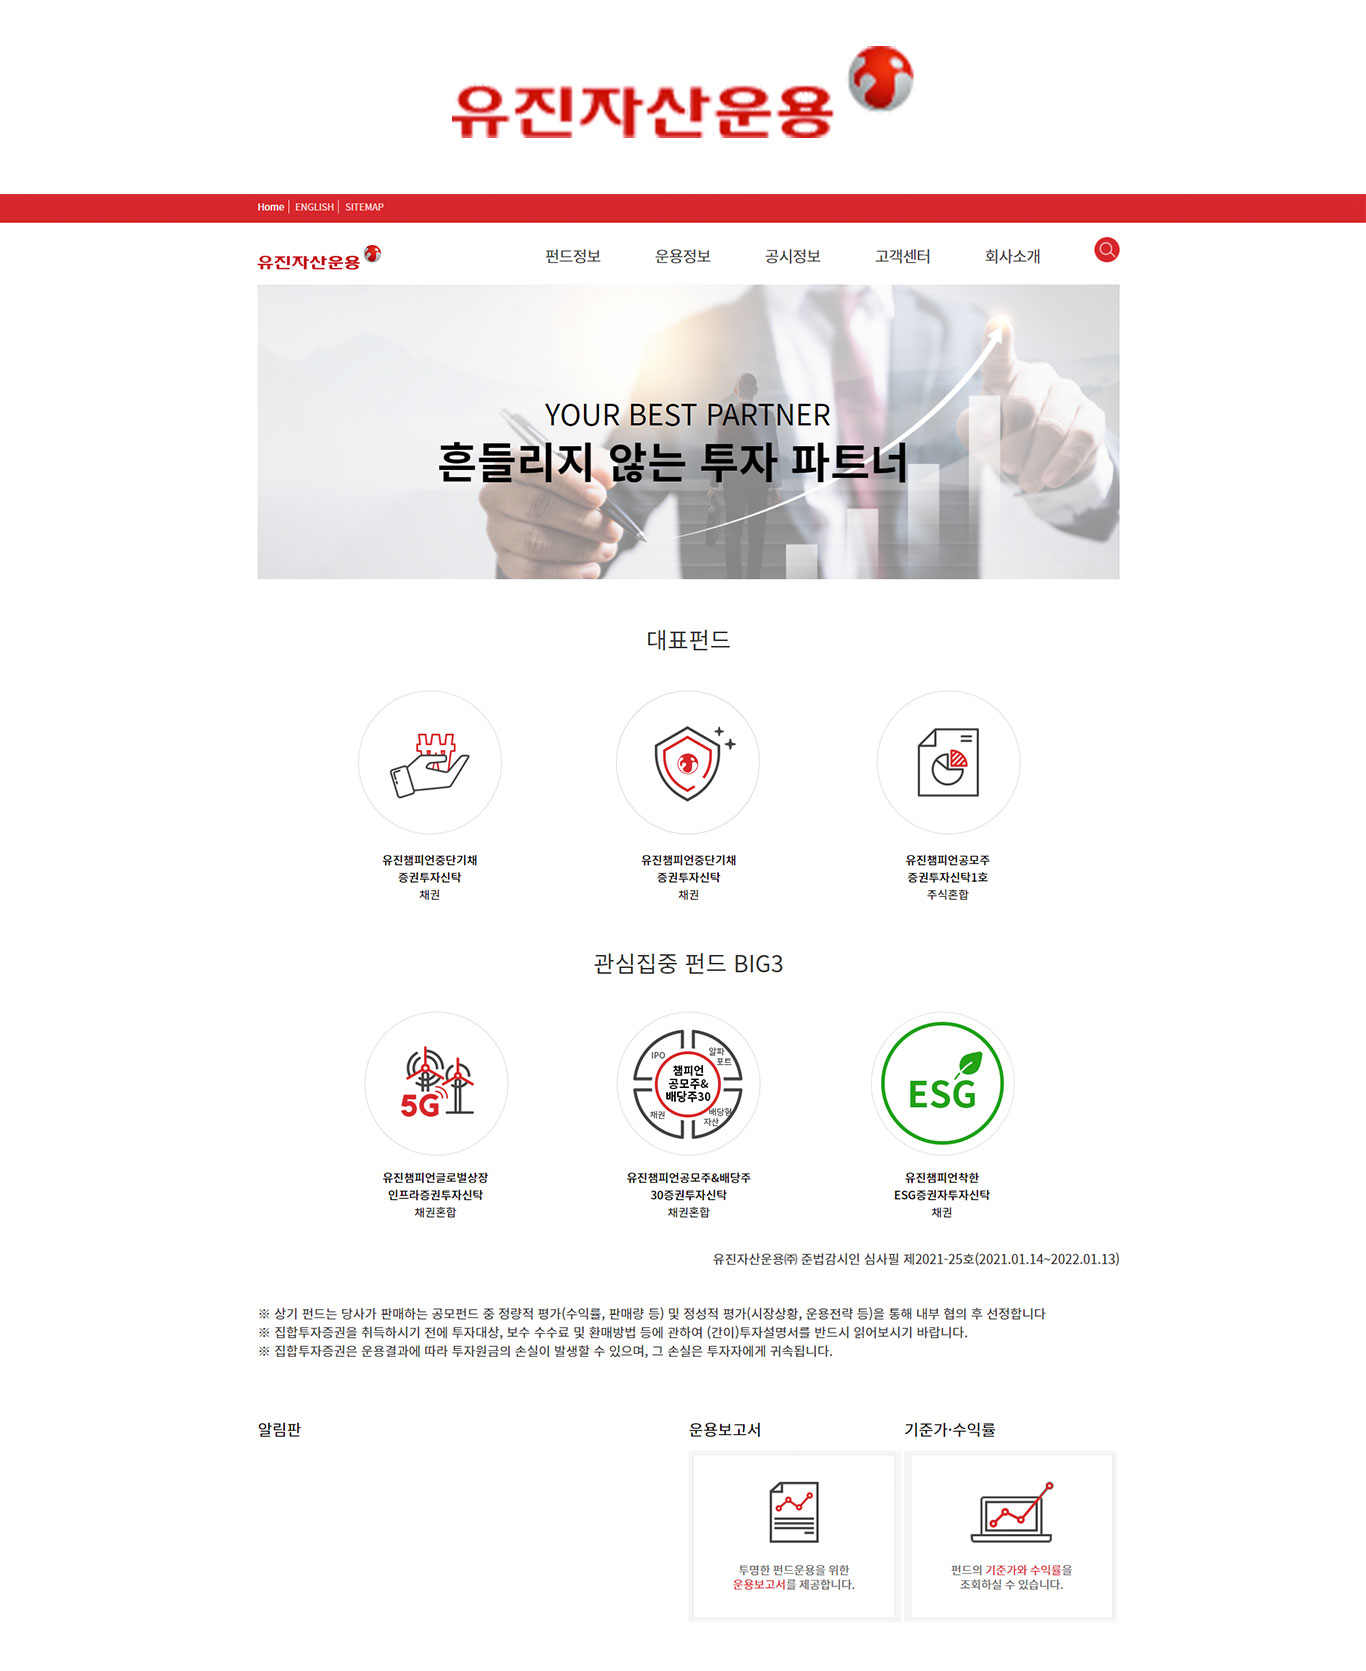 유진자산운용
Home | ENGLISH | SITEMAP
유진자산운용
펀드정보 운용정보 공시정보 고객센터 회사소개
YOUR BEST PARTNER
흔들리지 않는 투자 파트너
대표펀드
유진챔피언중단기채
증권투자신탁
채권
유진챔피언중단기채
증권투자신탁
채권
유진챔피언공모주
증권투자신탁1호
주식혼합
관심집중 펀드 BIG3
5G
IPO
알파
포트
챔피언
공모주&
배당주30
채권
배당형
자산
ESG
유진챔피언글로벌상장
인프라증권투자신탁
채권혼합
유진챔피언공모주&배당주
30증권투자신탁
채권혼합
유진챔피언착한
ESG증권자투자신탁
채권
유진자산운용㈜ 준법감시인 심사필 제2021-25호(2021.01.14~2022.01.13)
※ 상기 펀드는 당사가 판매하는 공모펀드 중 정량적 평가(수익률, 판매량 등) 및 정성적 평가(시장상황, 운용전략 등)을 통해 내부 협의 후 선정합니다
※ 집합투자증권을 취득하시기 전에 투자대상, 보수 수수료 및 환매방법 등에 관하여 (간이)투자설명서를 반드시 읽어보시기 바랍니다.
※ 집합투자증권은 운용결과에 따라 투자원금의 손실이 발생할 수 있으며, 그 손실은 투자자에게 귀속됩니다.
알림판
운용보고서
투명한 펀드운용을 위한
운용보고서를 제공합니다.
기준가·수익률
펀드의 기준가와 수익률을
조회하실 수 있습니다.